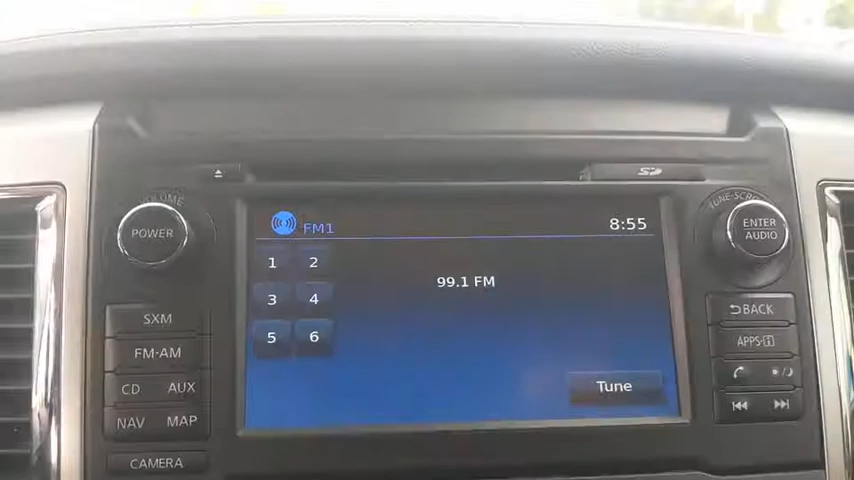 VOLUME
POWER
SD
TUNE·SCROLL
ENTER
AUDIO
FM1
8:55
1 2
3 4
5 6
99.1 FM
Tune
SXM
FM-AM
CD AUX
NAV MAP
CAMERA
BACK
APPS·i